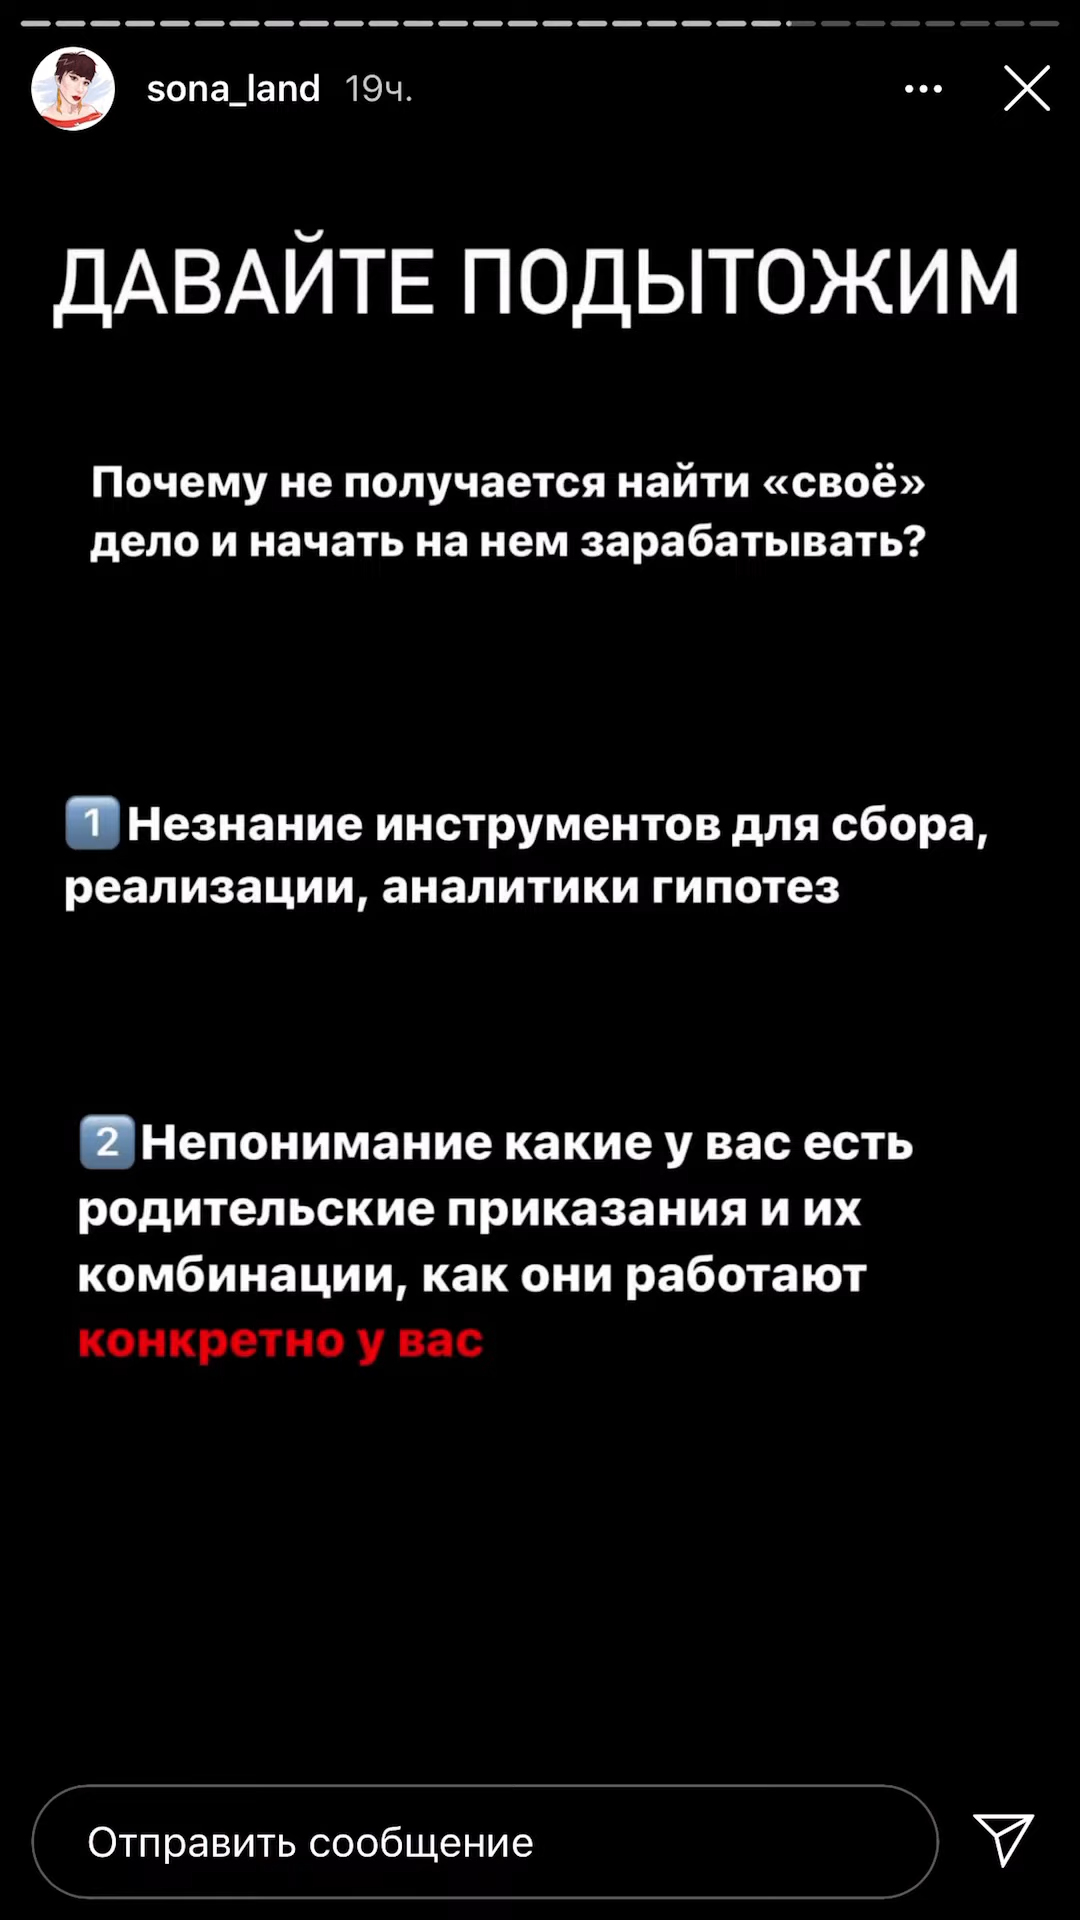 sona_land 19ч.
ДАВАЙТЕ ПОДЫТОЖИМ
Почему не получается найти «своё»
дело и начать на нем зарабатывать?
1 Незнание инструментов для сбора,
реализации, аналитики гипотез
2 Непонимание какие у вас есть
родительские приказания и их
комбинации, как они работают
конкретно у вас
Отправить сообщение